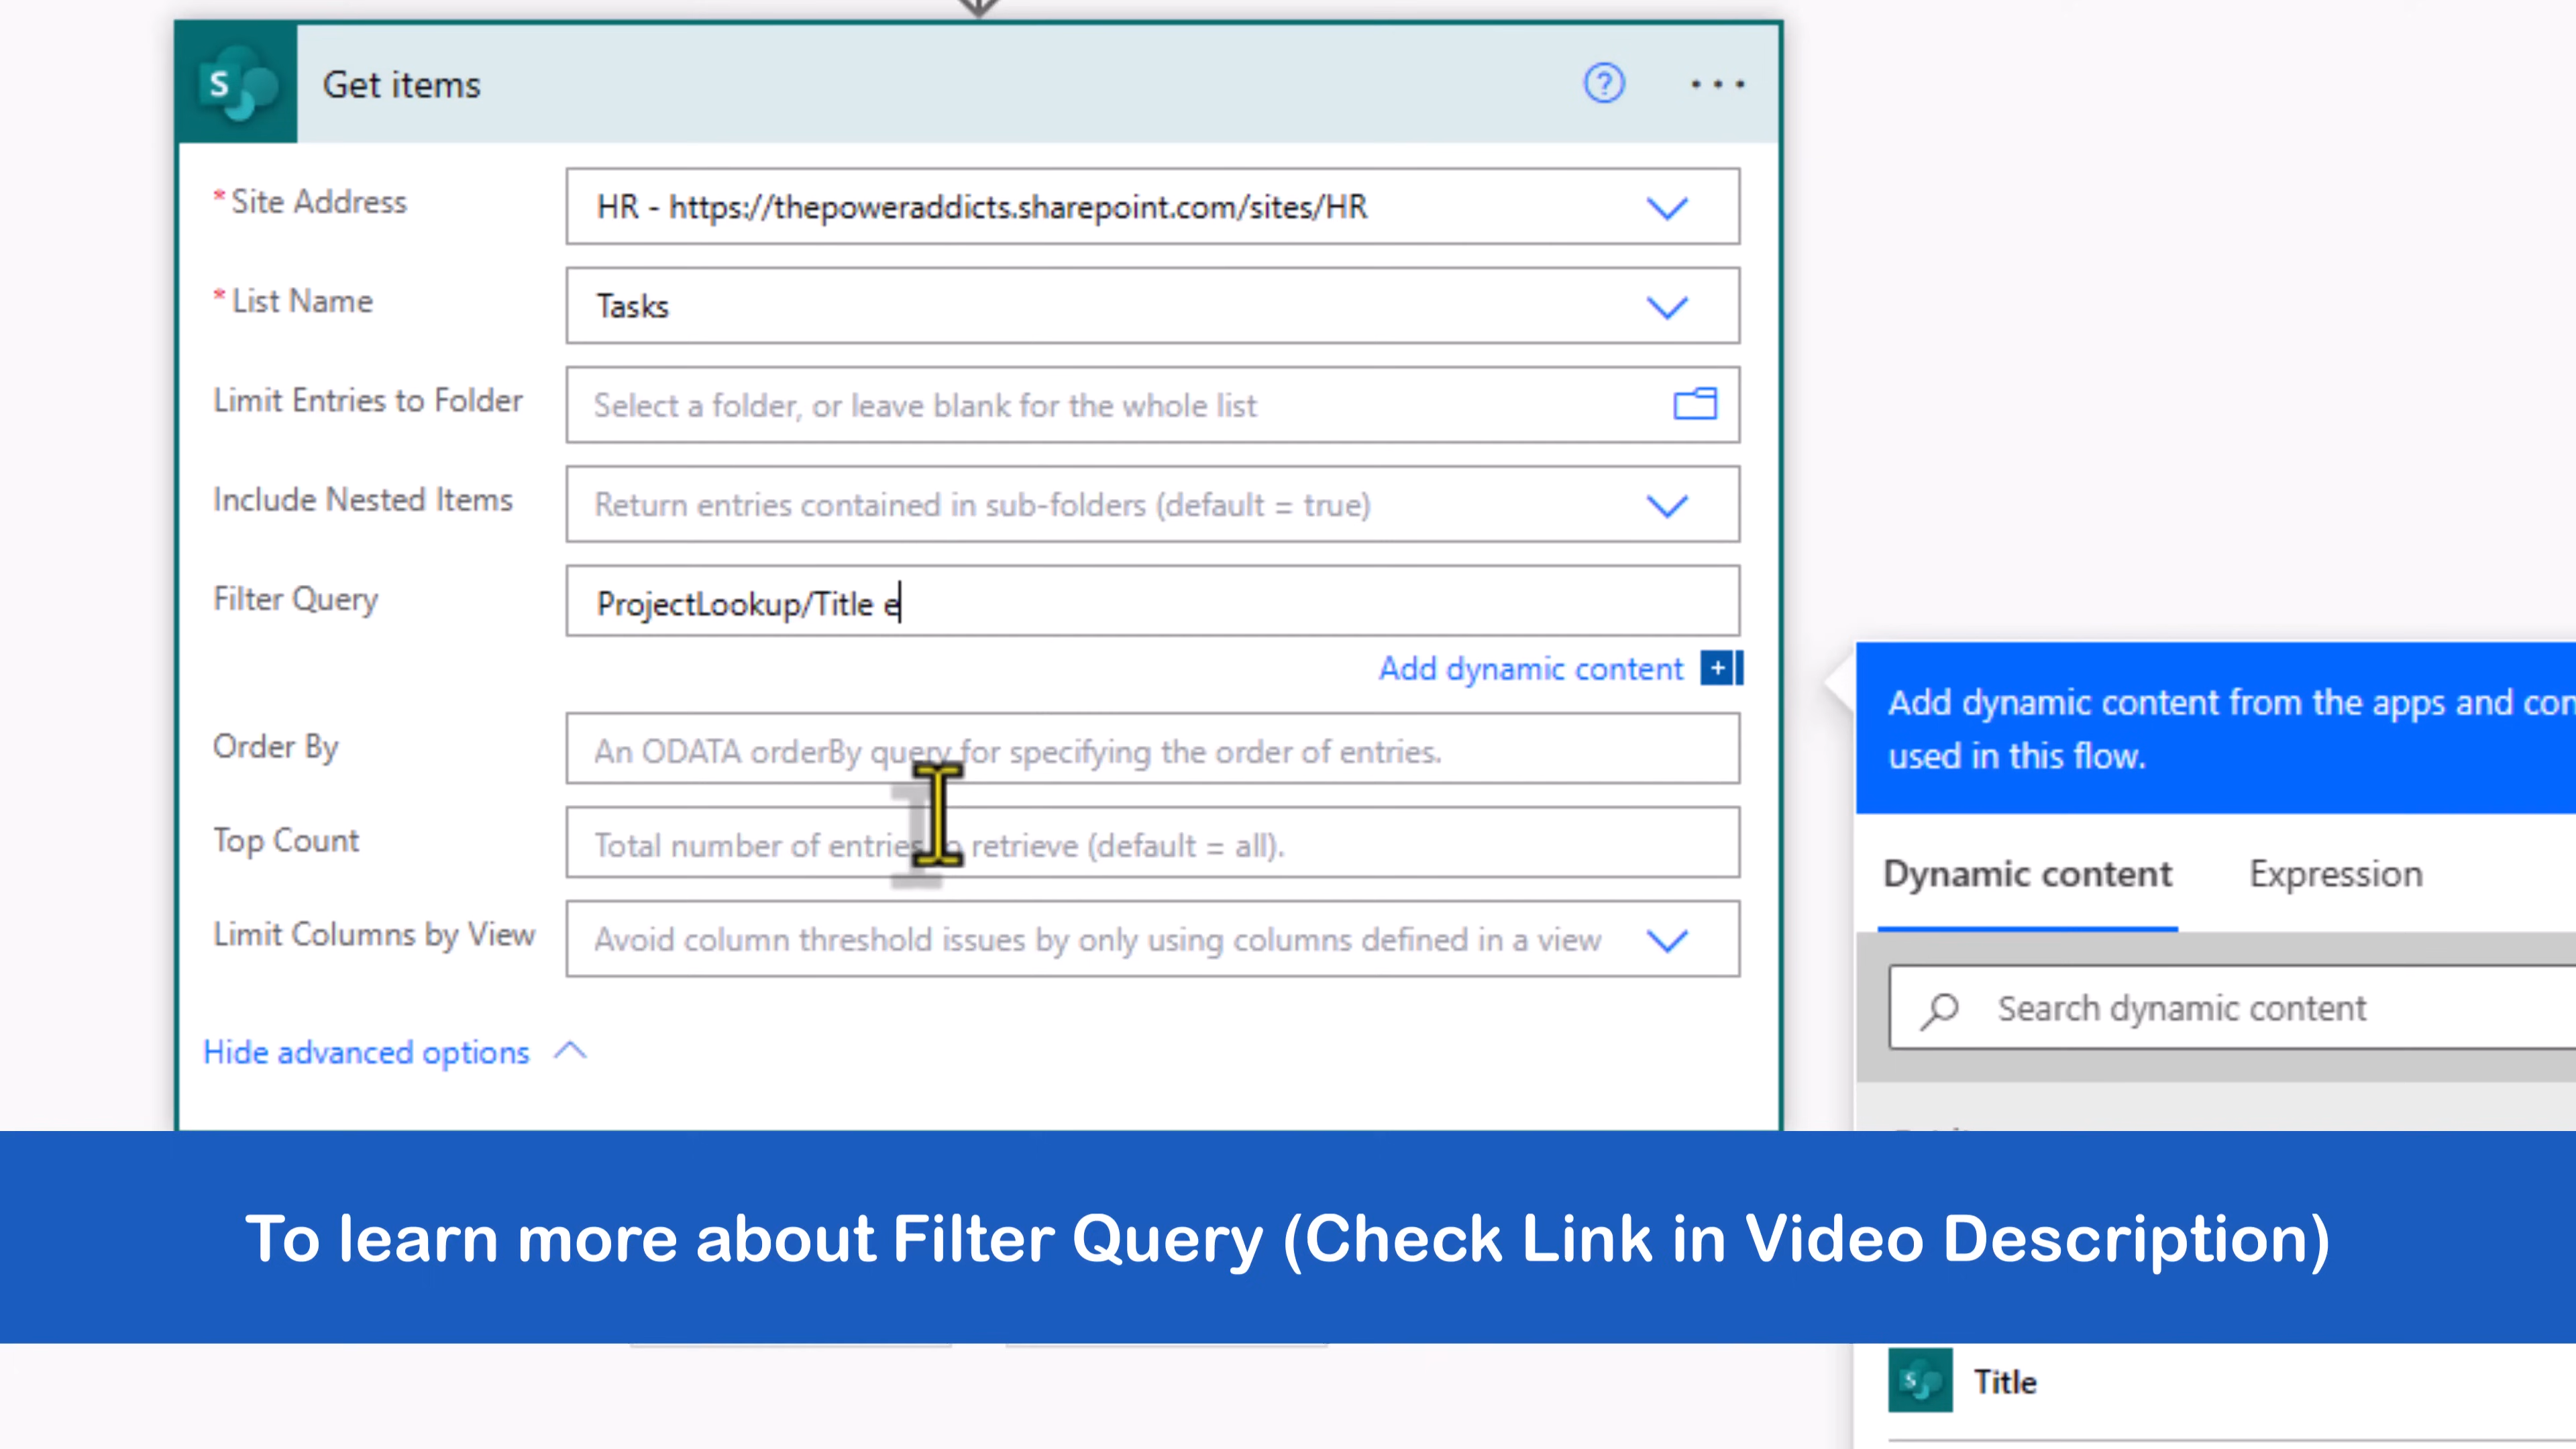 Get items
* Site Address
HR - https://thepoweraddicts.sharepoint.com/sites/HR
* List Name
Tasks
Limit Entries to Folder
Select a folder, or leave blank for the whole list
Include Nested Items
Return entries contained in sub-folders (default = true)
Filter Query
ProjectLookup/Title e
Add dynamic content
Order By
An ODATA orderBy query for specifying the order of entries.
Top Count
Total number of entries retrieve (default = all).
Limit Columns by View
Avoid column threshold issues by only using columns defined in a view
Hide advanced options
Add dynamic content from the apps and con
used in this flow.
Dynamic content
Expression
Search dynamic content
To learn more about Filter Query (Check Link in Video Description)
S Title